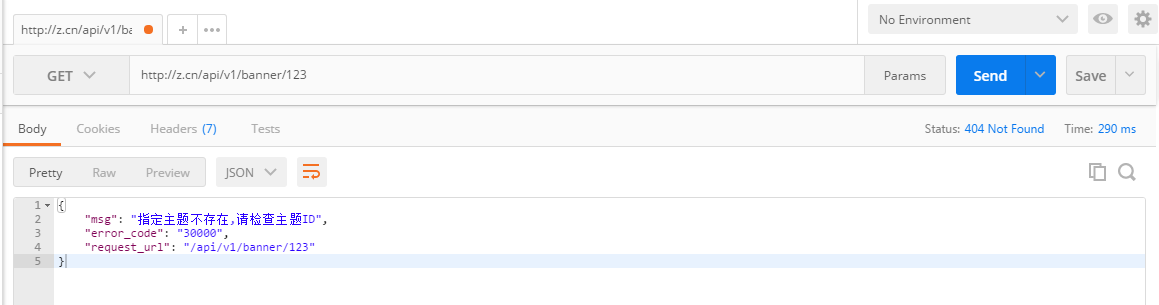 http://z.cn/api/v1/ba
+
•••
No Environment
GET
http://z.cn/api/v1/banner/123
Params
Send
Save
Body
Cookies
Headers (7)
Tests
Status: 404 Not Found
Time: 290 ms
Pretty
Raw
Preview
JSON
1 {
2 "msg": "指定主题不存在,请检查主题ID",
3 "error_code": "30000",
4 "request_url": "/api/v1/banner/123"
5 }